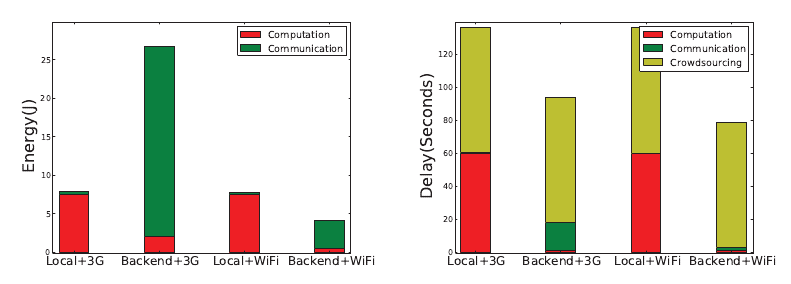 Energy(J)
25
20
15
10
5
0
Computation
Communication
Local+3G Backend+3G Local+WiFi Backend+WiFi
Delay(Seconds)
120
100
80
60
40
20
0
Computation
Communication
Crowdsourcing
Local+3G Backend+3G Local+WiFi Backend+WiFi